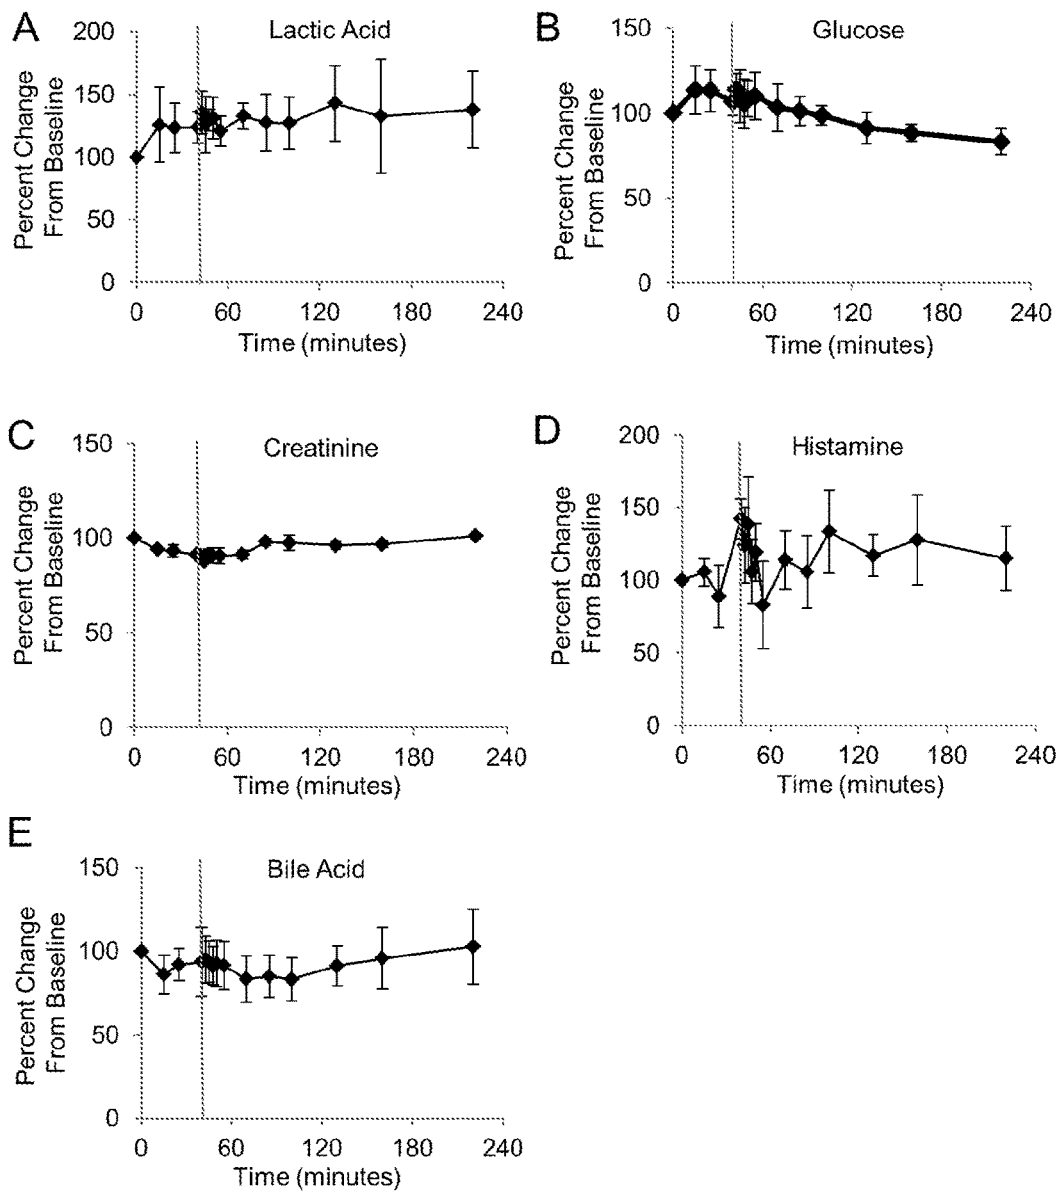 A
Lactic Acid
Percent Change
From Baseline
200
150
100
50
0
0 60 120 180 240
Time (minutes)
B
Glucose
Percent Change
From Baseline
150
100
50
0
0 60 120 180 240
Time (minutes)
C
Creatinine
Percent Change
From Baseline
150
100
50
0
0 60 120 180 240
Time (minutes)
D
Histamine
Percent Change
From Baseline
200
150
100
50
0
0 60 120 180 240
Time (minutes)
E
Bile Acid
Percent Change
From Baseline
150
100
50
0
0 60 120 180 240
Time (minutes)